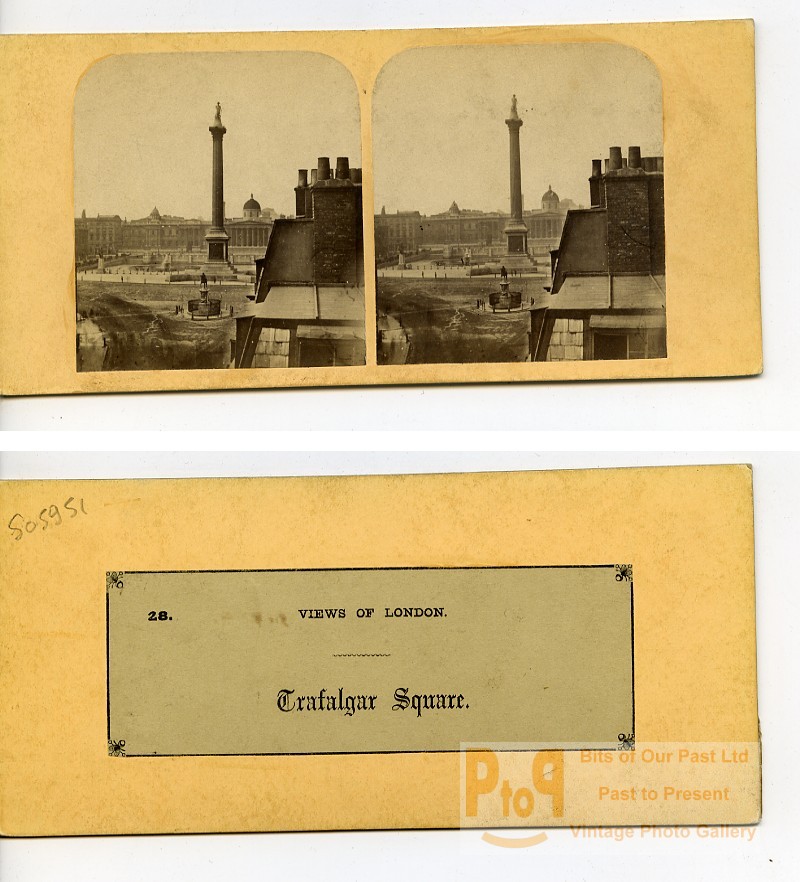 505951
28. VIEWS OF LONDON.
Trafalgar Square.
PtoP
Bits of Our Past Ltd
Past to Present
Vintage Photo Gallery